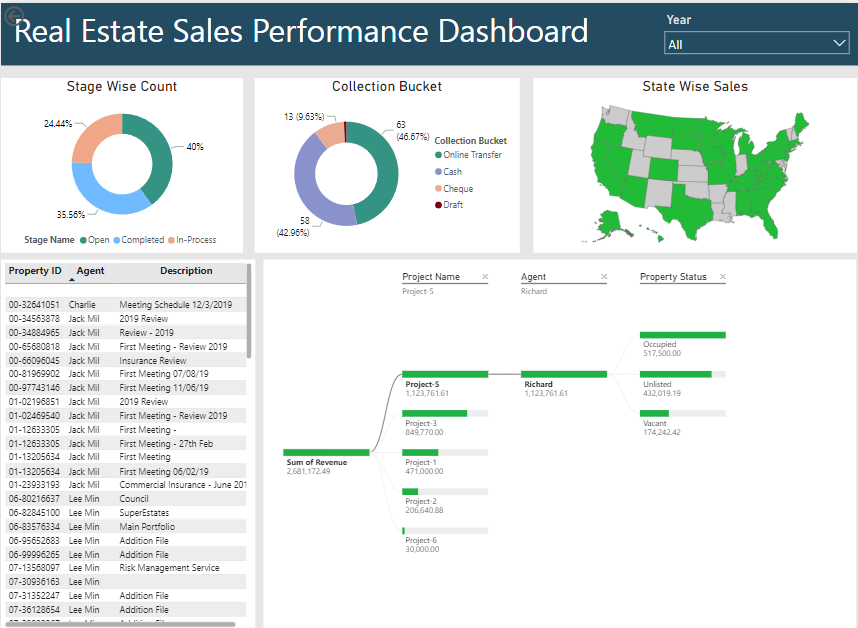 Real Estate Sales Performance Dashboard
Year
All
Stage Wise Count
24.44%
40%
35.56%
Stage Name Open Completed In-Process
Collection Bucket
13 (9.63%)
63
(46.67%)
58
(42.96%)
Collection Bucket
Online Transfer
Cash
Cheque
Draft
State Wise Sales
Property ID Agent Description
00-32641051 Charlie Meeting Schedule 12/3/2019
00-34563878 Jack Mil 2019 Review
00-34884965 Jack Mil Review - 2019
00-65680818 Jack Mil First Meeting - Review 2019
00-66096045 Jack Mil Insurance Review
00-81969902 Jack Mil First Meeting 07/08/19
00-97743146 Jack Mil First Meeting 11/06/19
01-02196851 Jack Mil 2019 Review
01-02469540 Jack Mil First Meeting - Review 2019
01-12633305 Jack Mil First Meeting -
01-12633305 Jack Mil First Meeting - 27th Feb
01-13205634 Jack Mil First Meeting
01-13205634 Jack Mil First Meeting 06/02/19
01-23933193 Jack Mil Commercial Insurance - June 201
06-80216637 Lee Min Council
06-82845100 Lee Min SuperEstates
06-83576334 Lee Min Main Portfolio
06-95652683 Lee Min Addition File
06-99996265 Lee Min Addition File
07-13568097 Lee Min Risk Management Service
07-30936163 Lee Min
07-31352247 Lee Min Addition File
07-36128654 Lee Min Addition File
Project Name
Project-5
Agent
Richard
Property Status
Sum of Revenue
2,681,172.49
Project-5
1,123,761.61
Project-3
849,770.00
Project-1
471,000.00
Project-2
206,640.88
Project-6
30,000.00
Richard
1,123,761.61
Occupied
517,500.00
Unlisted
432,019.19
Vacant
174,242.42